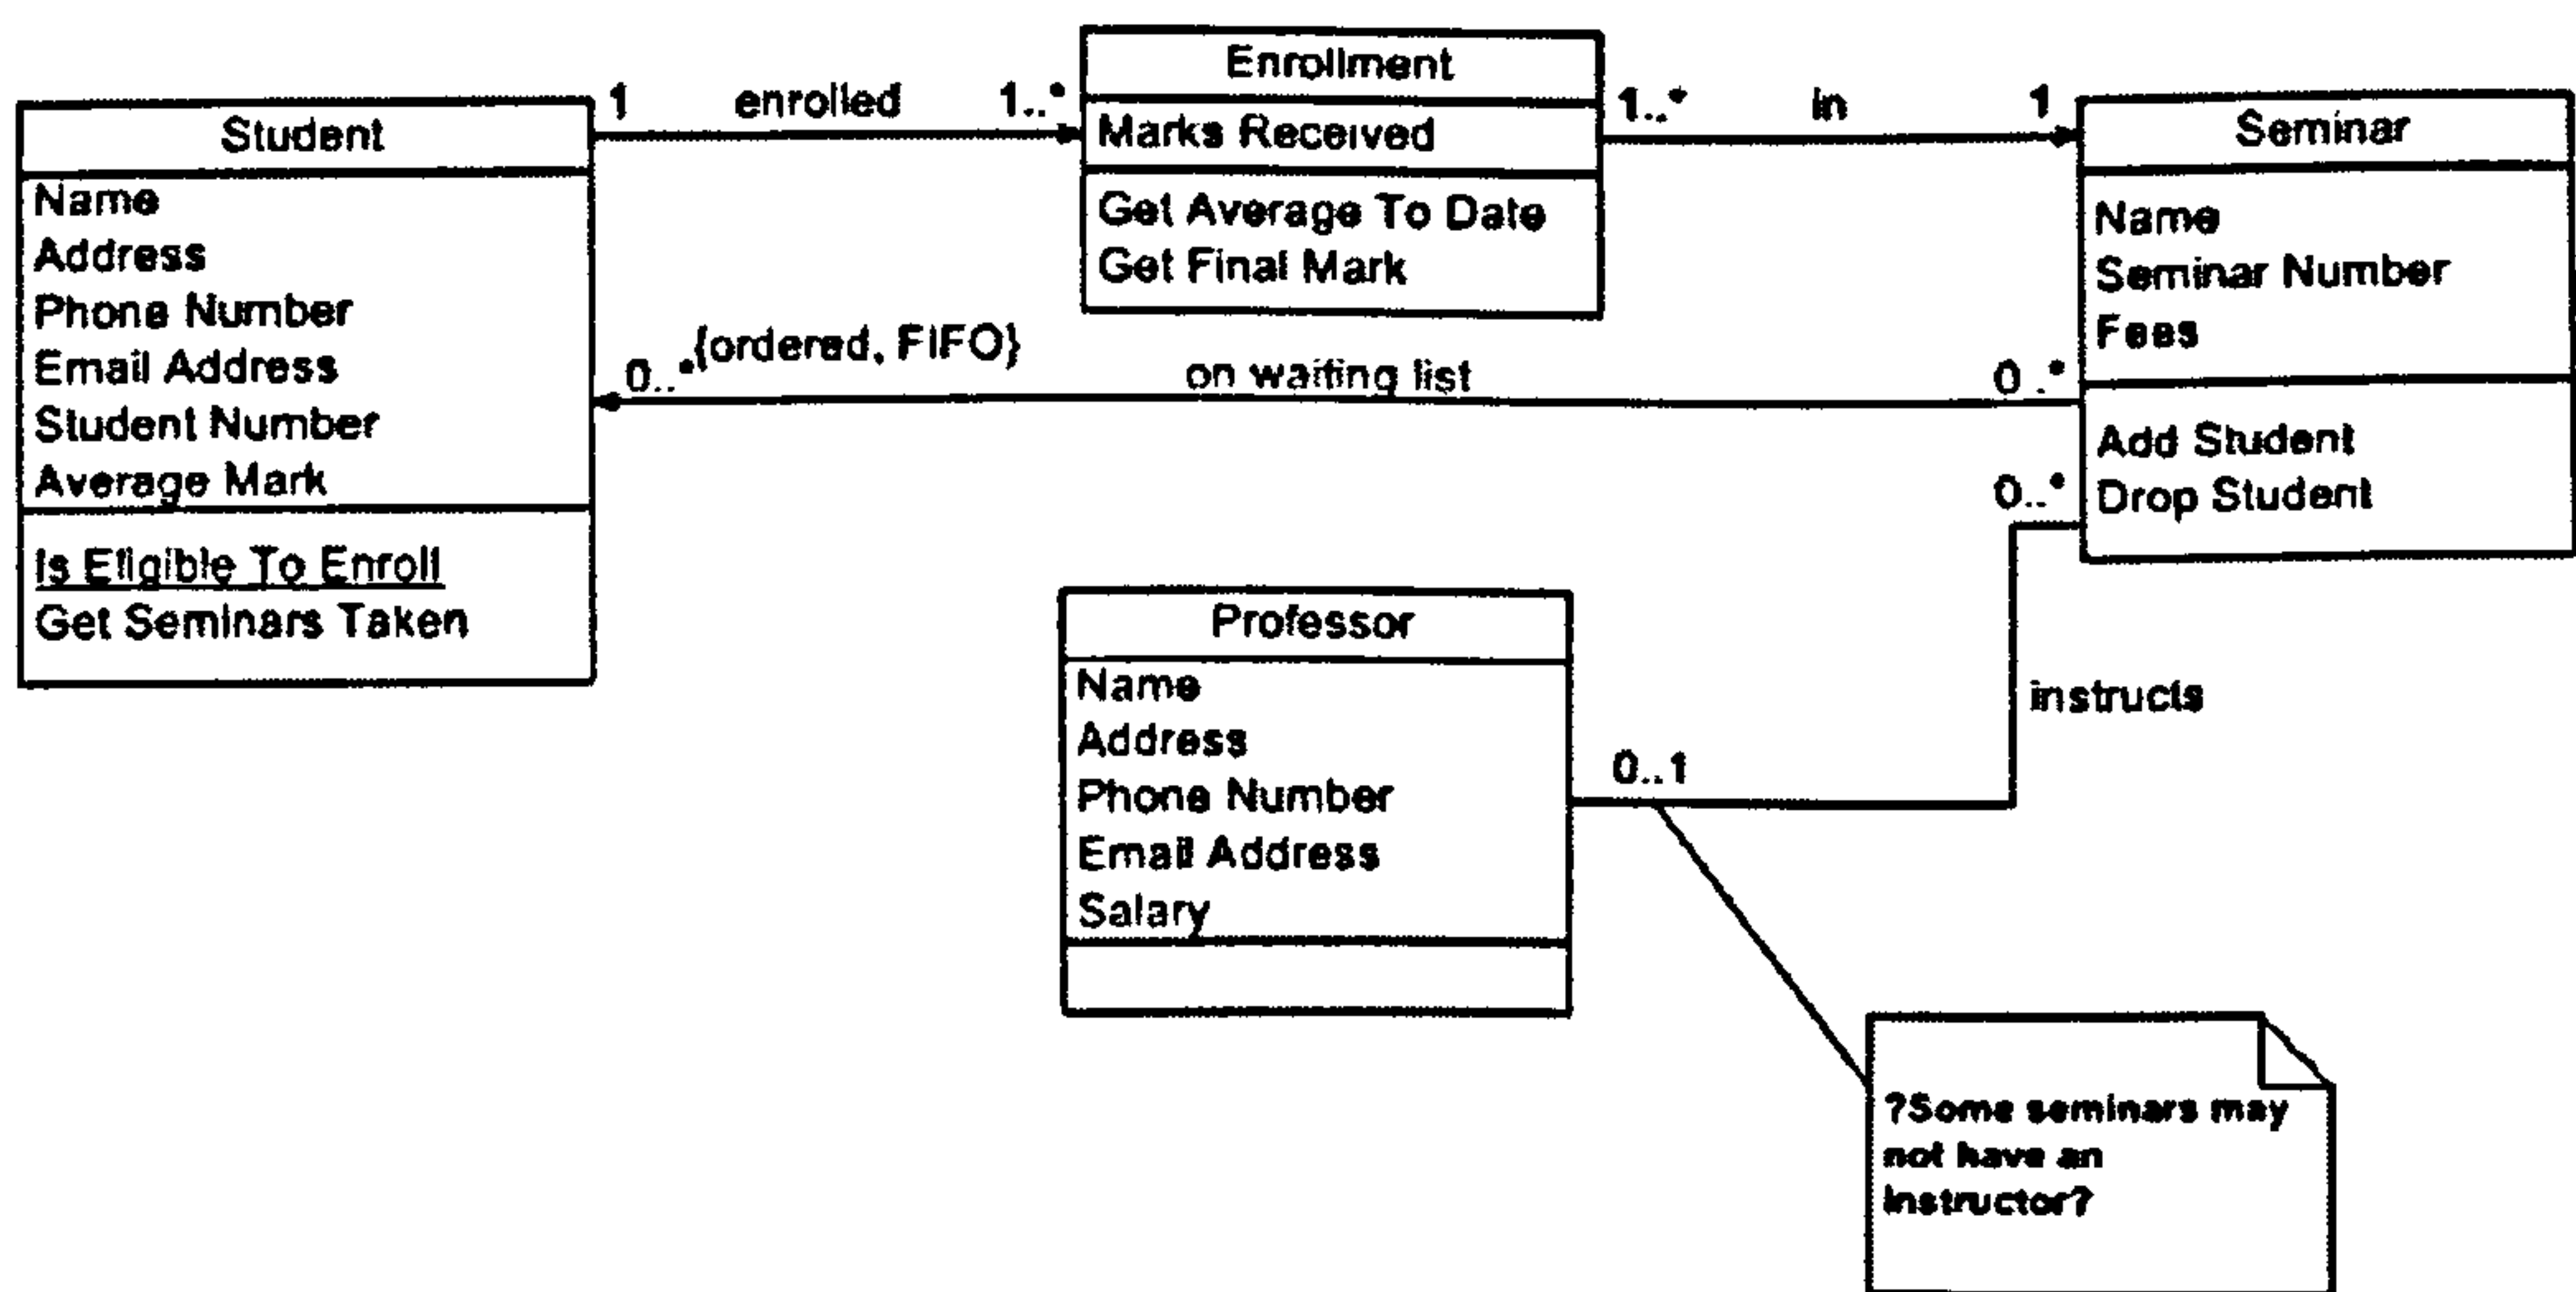 Student
Name
Address
Phone Number
Email Address
Student Number
Average Mark
Is Eligible To Enroll
Get Seminars Taken
1 enrolled 1..*
Enrollment
Marks Received
Get Average To Date
Get Final Mark
1..* in 1
Seminar
Name
Seminar Number
Fees
Add Student
Drop Student
0..* {ordered, FIFO} on waiting list 0..*
0..*
instructs
0..1
Professor
Name
Address
Phone Number
Email Address
Salary
?Some seminars may
not have an
instructor?